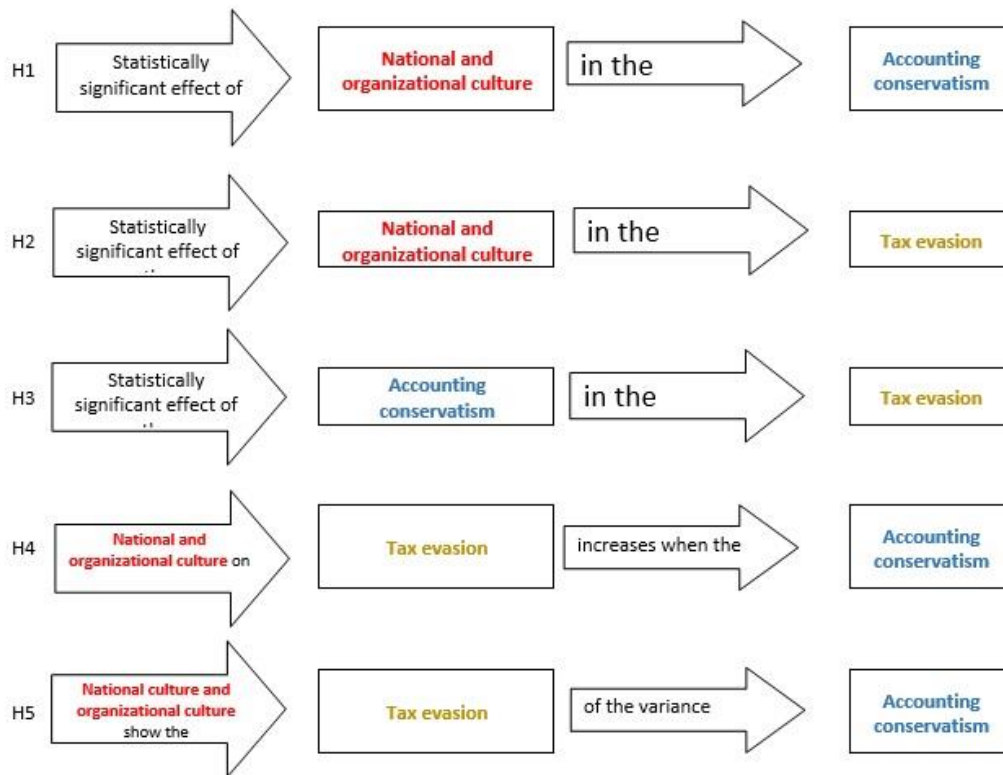 H1
Statistically
significant effect of
National and
organizational culture
in the
Accounting
conservatism
H2
Statistically
significant effect of
National and
organizational culture
in the
Tax evasion
H3
Statistically
significant effect of
Accounting
conservatism
in the
Tax evasion
H4
National and
organizational culture on
Tax evasion
increases when the
Accounting
conservatism
H5
National culture and
organizational culture
show the
Tax evasion
of the variance
Accounting
conservatism